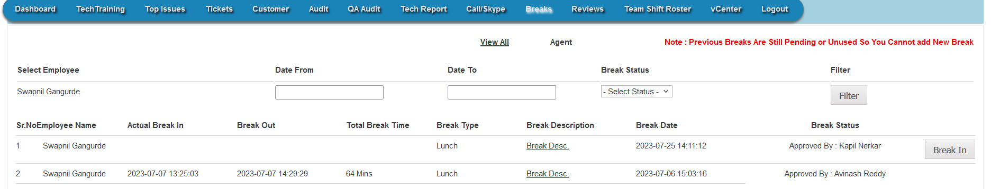 Dashboard TechTraining Top Issues Tickets Customer Audit QA Audit Tech Report Call/Skype Breaks Reviews Team Shift Roster vCenter Logout
View All Agent Note : Previous Breaks Are Still Pending or Unused So You Cannot add New Break
Select Employee Date From Date To Break Status Filter
Swapnil Gangurde - Select Status - Filter
Sr.No Employee Name Actual Break In Break Out Total Break Time Break Type Break Description Break Date Break Status
1 Swapnil Gangurde Lunch Break Desc. 2023-07-25 14:11:12 Approved By : Kapil Nerkar Break In
2 Swapnil Gangurde 2023-07-07 13:25:03 2023-07-07 14:29:29 64 Mins Lunch Break Desc. 2023-07-06 15:03:16 Approved By : Avinash Reddy